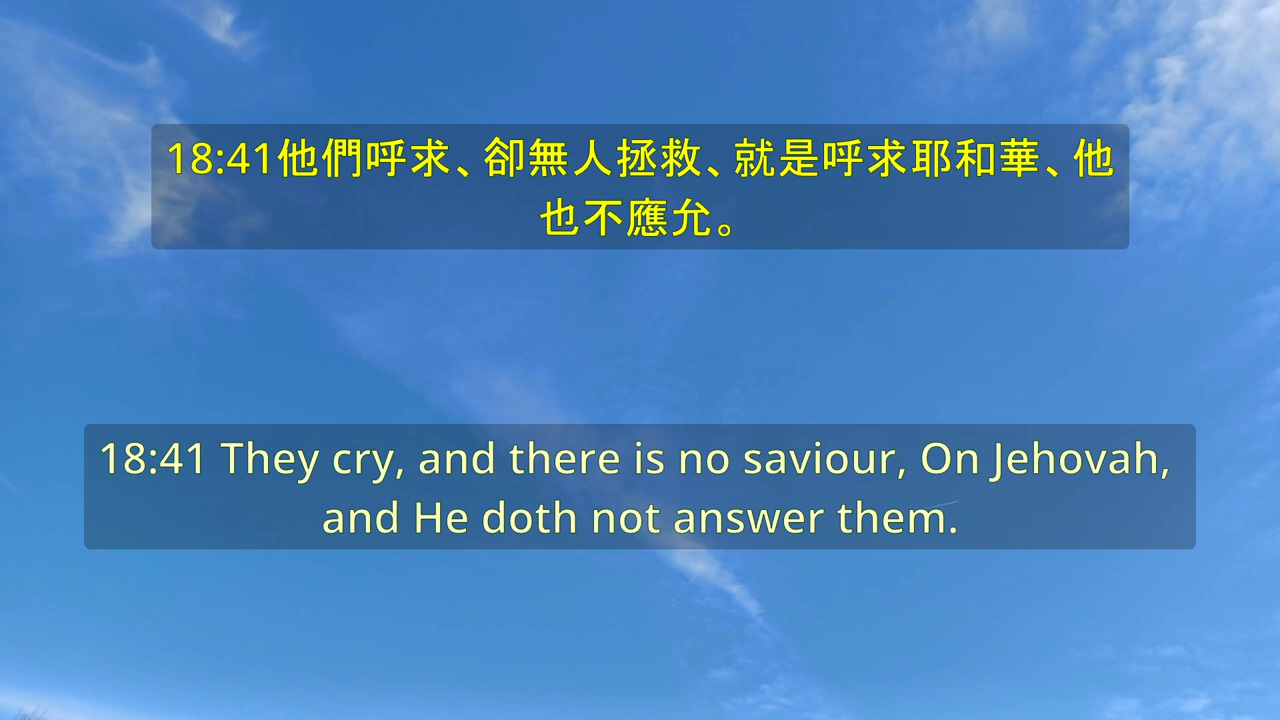 18:41他們呼求、卻無人拯救、就是呼求耶和華、他
也不應允。
18:41 They cry, and there is no saviour, On Jehovah,
and He doth not answer them.